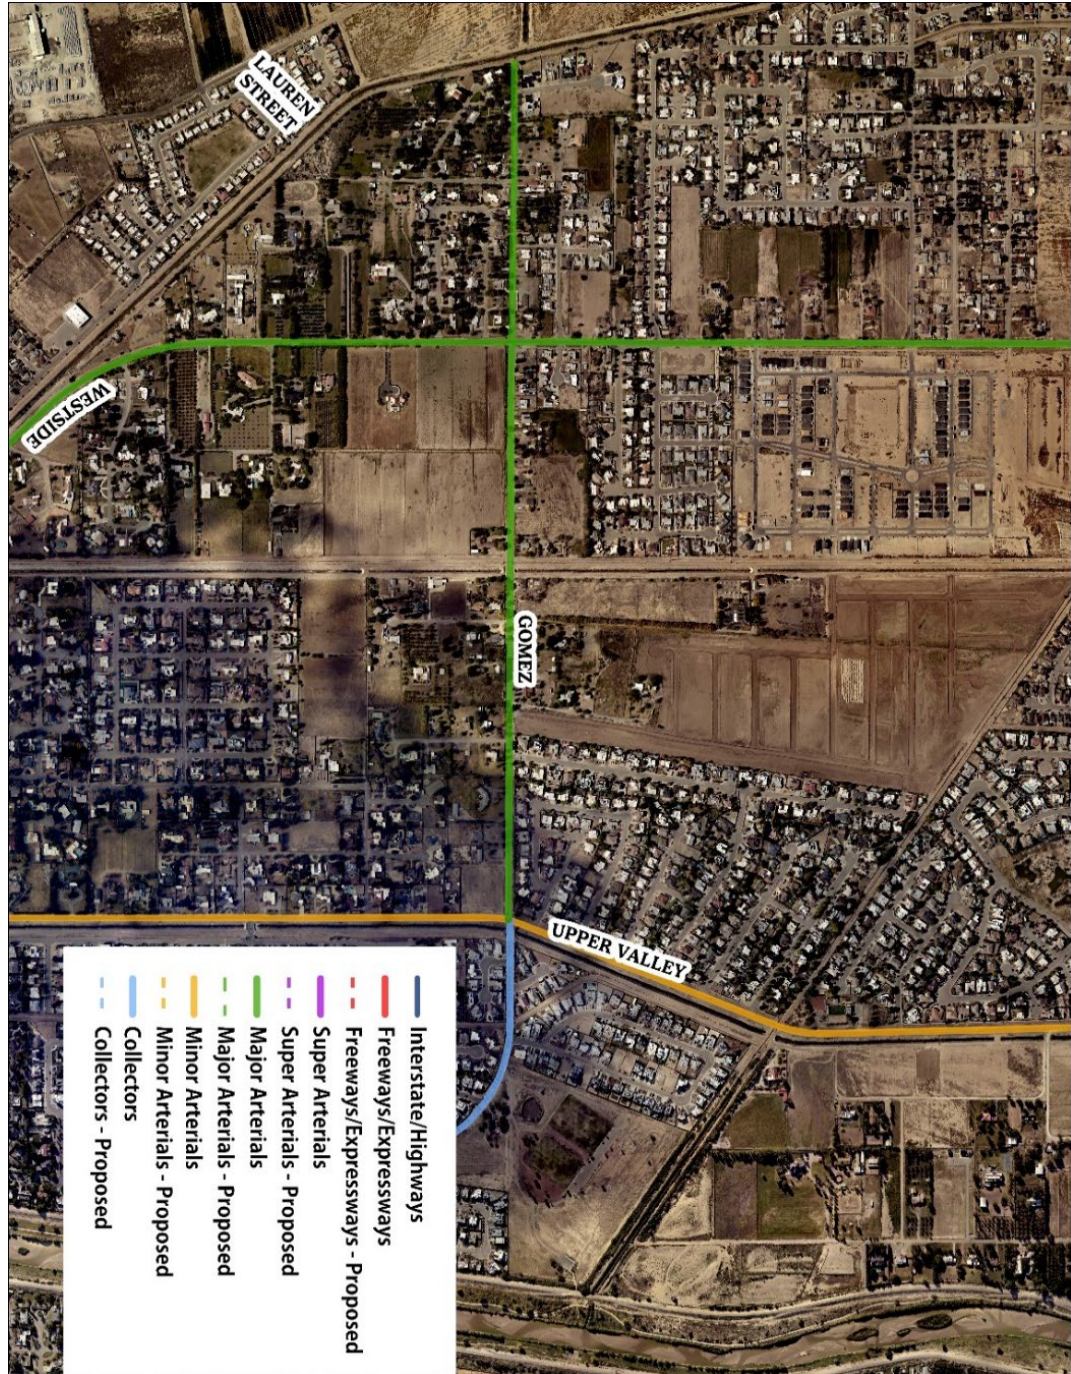 LAUREN
STREET
WESTSIDE
GOMEZ
UPPER VALLEY
Interstate/Highways
Freeways/Expressways
Freeways/Expressways - Proposed
Super Arterials
Super Arterials - Proposed
Major Arterials
Major Arterials - Proposed
Minor Arterials
Minor Arterials - Proposed
Collectors
Collectors - Proposed